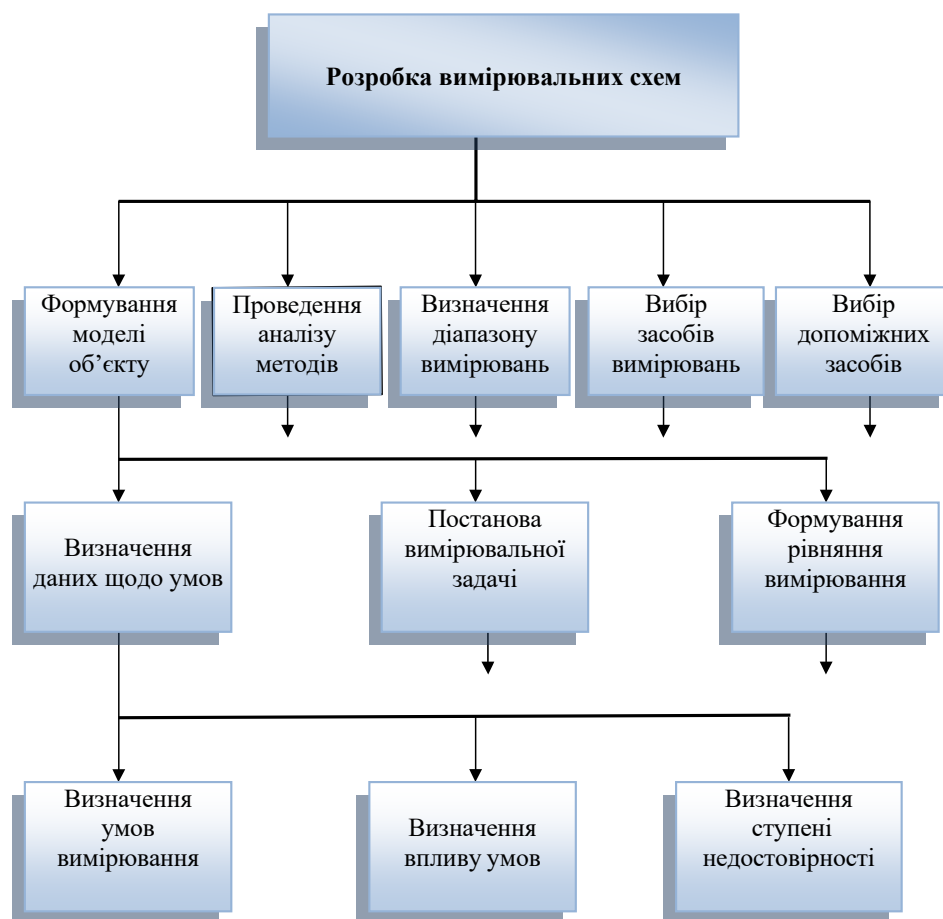 Розробка вимірювальних схем
Формування
моделі
об’єкту
Проведення
аналізу
методів
Визначення
діапазону
вимірювань
Вибір
засобів
вимірювань
Вибір
допоміжних
засобів
Визначення
даних щодо умов
Постанова
вимірювальної
задачі
Формування
рівняння
вимірювання
Визначення
умов
вимірювання
Визначення
впливу умов
Визначення
ступені
недостовірності